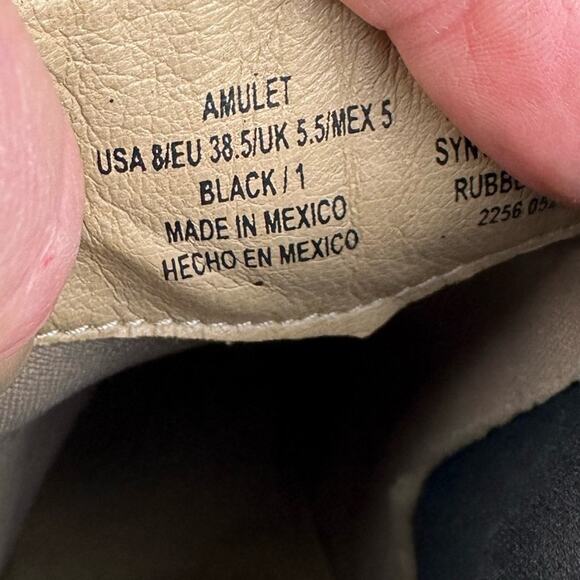 AMULET
USA 8/EU 38.5/UK 5.5/MEX 5
BLACK / 1
MADE IN MEXICO
HECHO EN MEXICO
2256